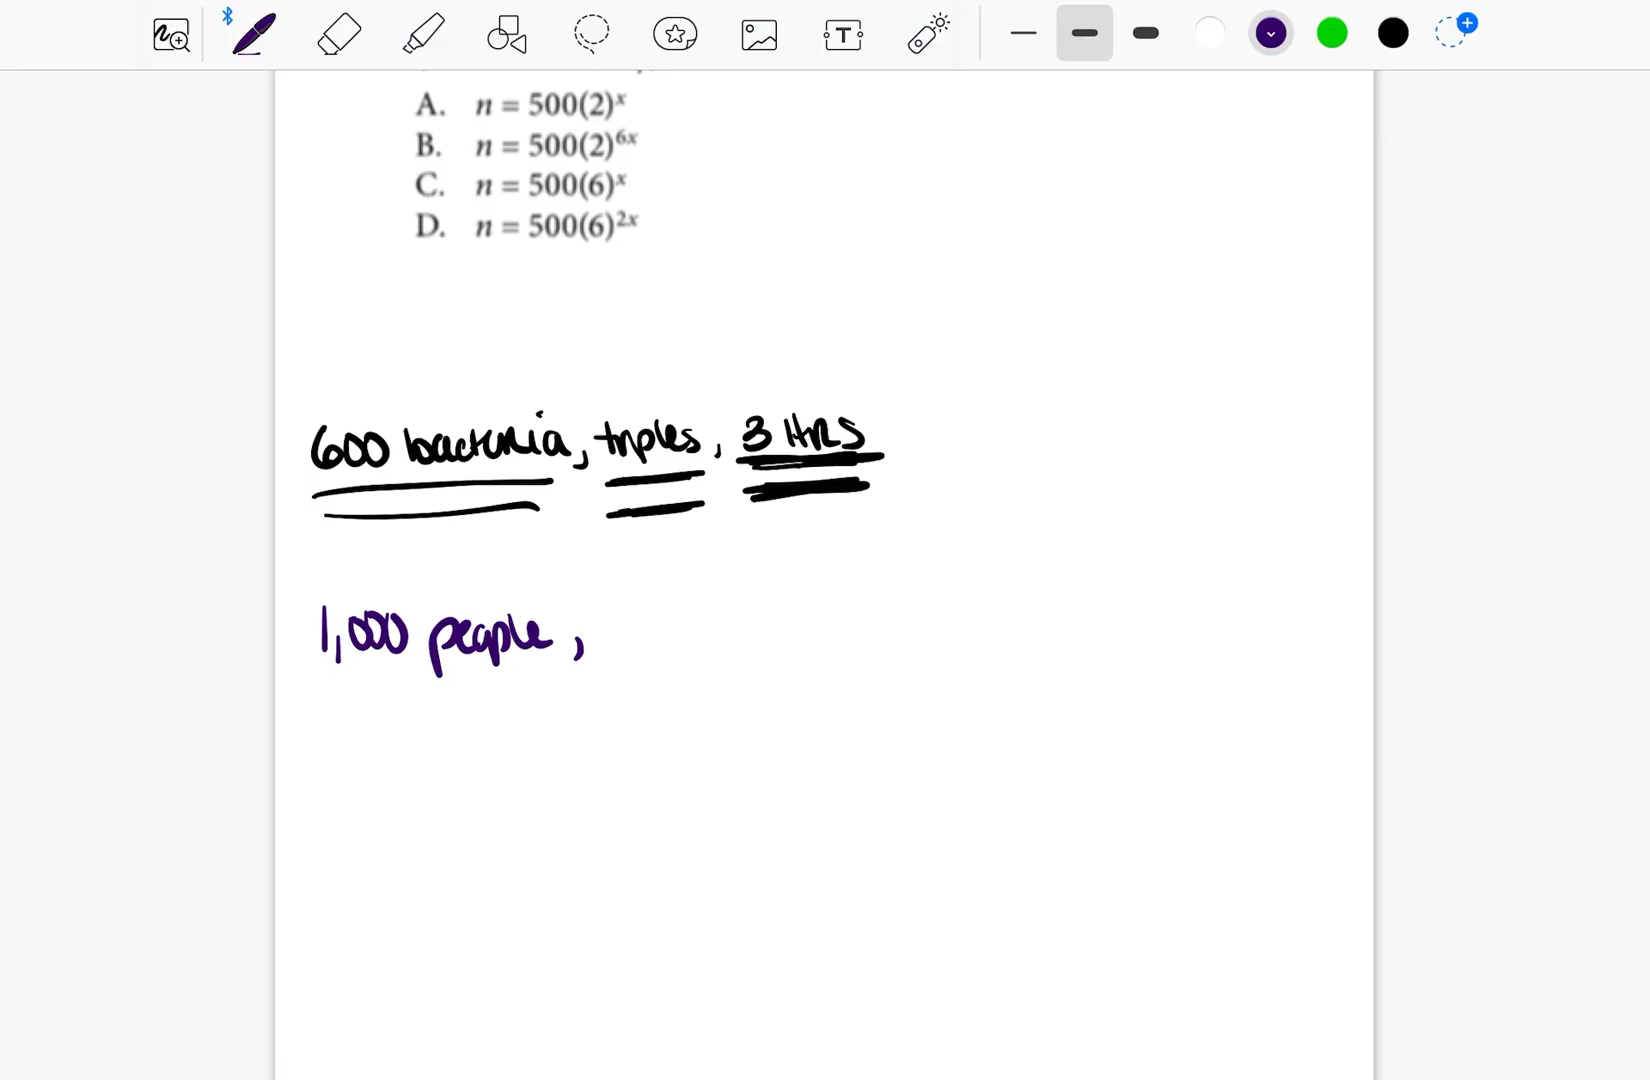 A. n = 500(2)^x
B. n = 500(2)^6x
C. n = 500(6)^x
D. n = 500(6)^2x
600 bacteria, triples, 3 HRS
1,000 people,